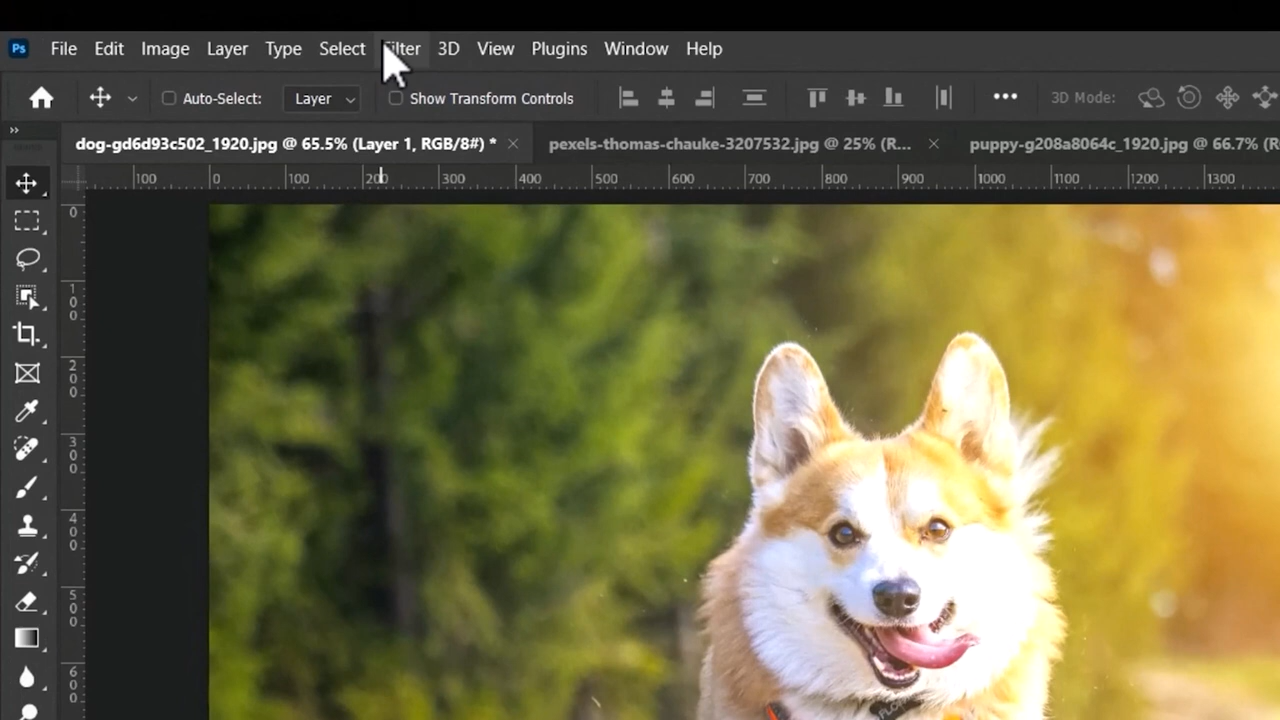 Ps File Edit Image Layer Type Select Filter 3D View Plugins Window Help
Auto-Select: Layer Show Transform Controls ••• 3D Mode:
dog-gd6d93c502_1920.jpg @ 65.5% (Layer 1, RGB/8#) * × pexels-thomas-chauke-3207532.jpg @ 25% (R... × puppy-g208a8064c_1920.jpg @ 66.7% (R
100 0 100 200 300 400 500 600 700 800 900 1000 1100 1200 1300
0
100
200
300
400
500
600